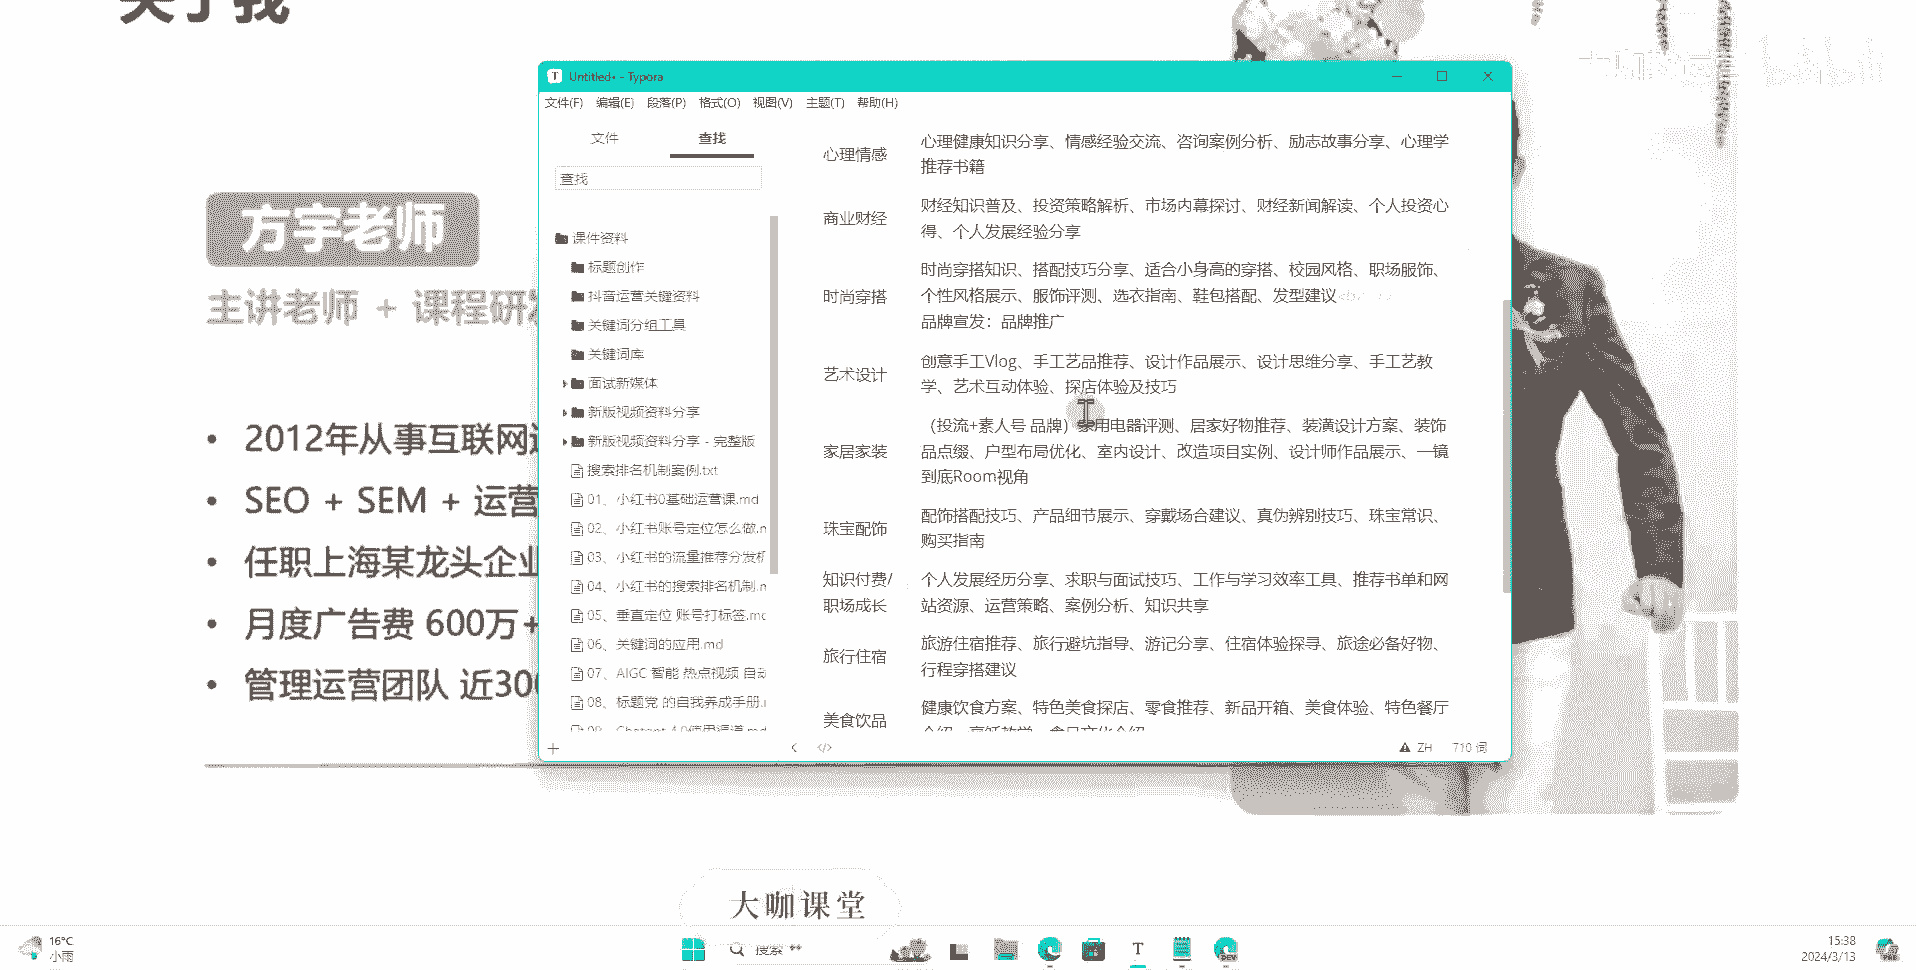 关于我
大咖课堂 bilibili
方宇老师
主讲老师 + 课程研发
2012年从事互联网
SEO + SEM + 运营
任职上海某龙头企业
月度广告费 600万+
管理运营团队 近300
Untitled• - Typora
文件(F) 编辑(E) 段落(P) 格式(O) 视图(V) 主题(T) 帮助(H)
文件 查找
查找
课件资料
标题创作
抖音运营关键资料
关键词分组工具
关键词库
面试新媒体
新版视频资料分享
新版视频资料分享 - 完整版
搜索排名机制案例.txt
01、小红书0基础运营课.md
02、小红书账号定位怎么做.m
03、小红书的流量推荐分发机
04、小红书的搜索排名机制.m
05、垂直定位 账号打标签.md
06、关键词的应用.md
07、AIGC 智能 热点视频 自动
08、标题党 的自我养成手册.m
心理情感
心理健康知识分享、情感经验交流、咨询案例分析、励志故事分享、心理学
推荐书籍
商业财经
财经知识普及、投资策略解析、市场内幕探讨、财经新闻解读、个人投资心
得、个人发展经验分享
时尚穿搭
时尚穿搭知识、搭配技巧分享、适合小身高的穿搭、校园风格、职场服饰、
个性风格展示、服饰评测、选衣指南、鞋包搭配、发型建议
品牌宣发：品牌推广
艺术设计
创意手工Vlog、手工艺品推荐、设计作品展示、设计思维分享、手工艺教
学、艺术互动体验、探店体验及技巧
家居家装
（投流+素人号 品牌）家用电器评测、居家好物推荐、装潢设计方案、装饰
品点缀、户型布局优化、室内设计、改造项目实例、设计师作品展示、一镜
到底Room视角
珠宝配饰
配饰搭配技巧、产品细节展示、穿戴场合建议、真伪辨别技巧、珠宝常识、
购买指南
知识付费/
职场成长
个人发展经历分享、求职与面试技巧、工作与学习效率工具、推荐书单和网
站资源、运营策略、案例分析、知识共享
旅行住宿
旅游住宿推荐、旅行避坑指导、游记分享、住宿体验探寻、旅途必备好物、
行程穿搭建议
美食饮品
健康饮食方案、特色美食探店、零食推荐、新品开箱、美食体验、特色餐厅
ZH 710 词
大咖课堂
16°C
小雨
搜索
15:38
2024/3/13